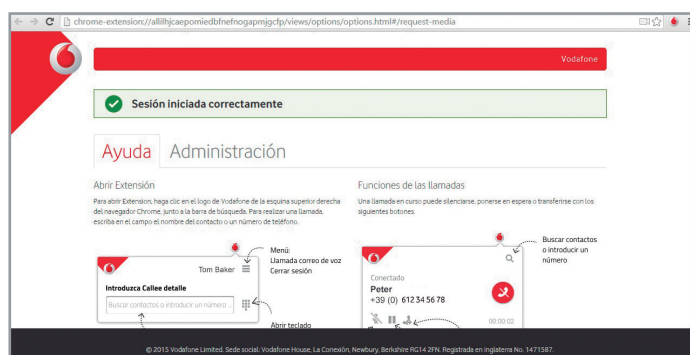 chrome-extension://allilhjcaepomiedbfnefnogapmjgcfp/views/options/options.html#/request-media
Vodafone
Sesión iniciada correctamente
Ayuda Administración
Abrir Extensión
Para abrir Extension, haga clic en el logo de Vodafone de la esquina superior derecha
del navegador Chrome, junto a la barra de búsqueda. Para realizar una llamada,
escriba en el campo el nombre del contacto o un número de teléfono.
Menú:
Llamada correo de voz
Cerrar sesión
Tom Baker
Introduzca Callee detalle
Buscar contactos o introducir un número ...
Abrir teclado
Funciones de las llamadas
Una llamada en curso puede silenciarse, ponerse en espera o transferirse con los
siguientes botones.
Buscar contactos
o introducir un
número
Conectado
Peter
+39 (0) 612 34 56 78
00:00:02
© 2015 Vodafone Limited. Sede social: Vodafone House, La Conexión, Newbury, Berkshire RG14 2FN. Registrada en Inglaterra No. 1471587.